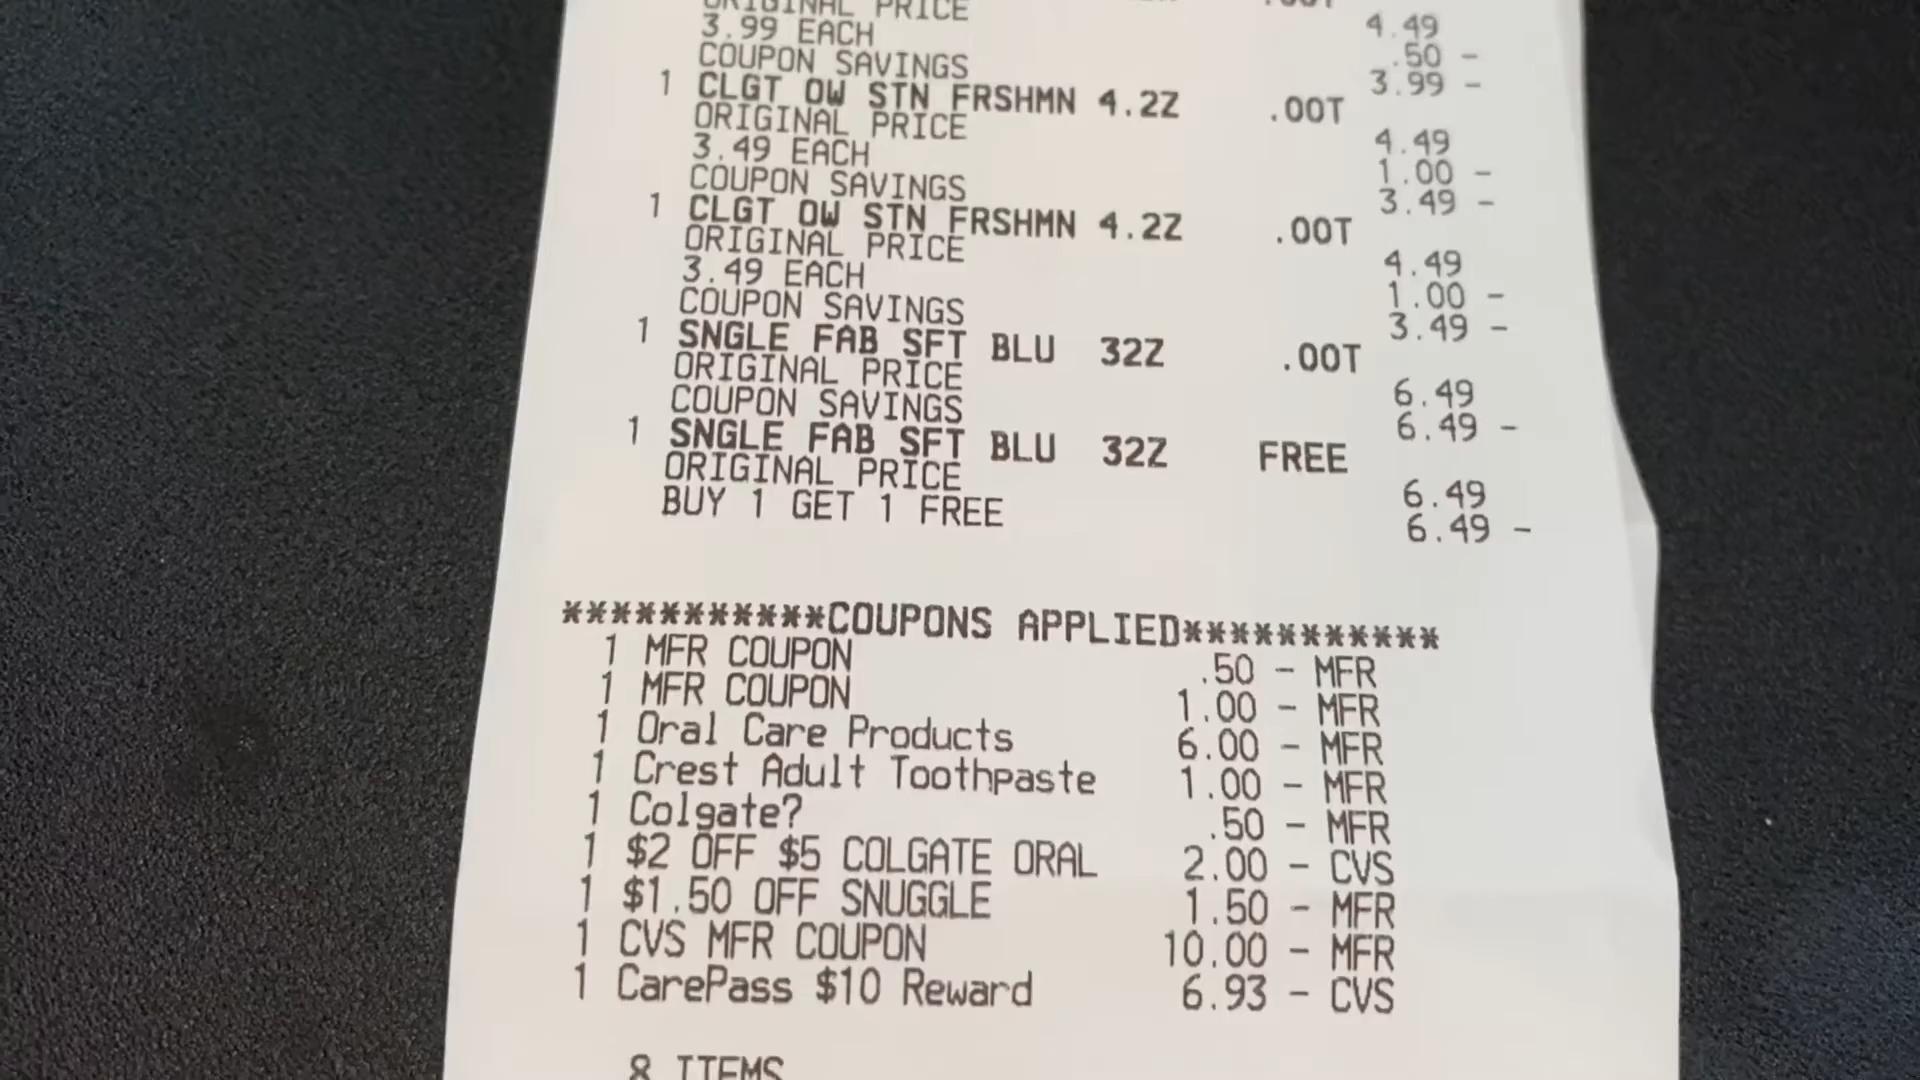 ORIGINAL PRICE 4.49
3.99 EACH .50 -
COUPON SAVINGS 3.99 -
1 CLGT OW STN FRSHMN 4.2Z .00T
ORIGINAL PRICE 4.49
3.49 EACH 1.00 -
COUPON SAVINGS 3.49 -
1 CLGT OW STN FRSHMN 4.2Z .00T
ORIGINAL PRICE 4.49
3.49 EACH 1.00 -
COUPON SAVINGS 3.49 -
1 SNGLE FAB SFT BLU 32Z .00T
ORIGINAL PRICE 6.49
COUPON SAVINGS 6.49 -
1 SNGLE FAB SFT BLU 32Z FREE
ORIGINAL PRICE 6.49
BUY 1 GET 1 FREE 6.49 -
***********COUPONS APPLIED***********
1 MFR COUPON .50 - MFR
1 MFR COUPON 1.00 - MFR
1 Oral Care Products 6.00 - MFR
1 Crest Adult Toothpaste 1.00 - MFR
1 Colgate? .50 - MFR
1 $2 OFF $5 COLGATE ORAL 2.00 - CVS
1 $1.50 OFF SNUGGLE 1.50 - MFR
1 CVS MFR COUPON 10.00 - MFR
1 CarePass $10 Reward 6.93 - CVS
8 ITEMS